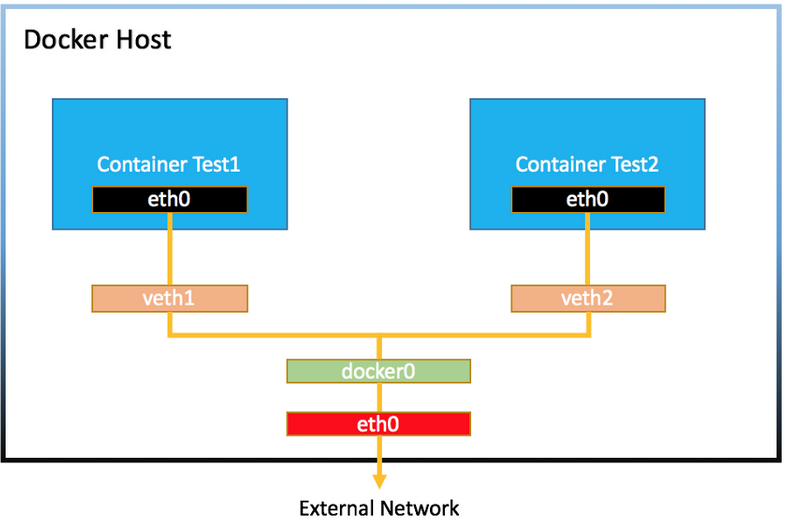 Docker Host
Container Test1
eth0
Container Test2
eth0
veth1
veth2
docker0
eth0
External Network